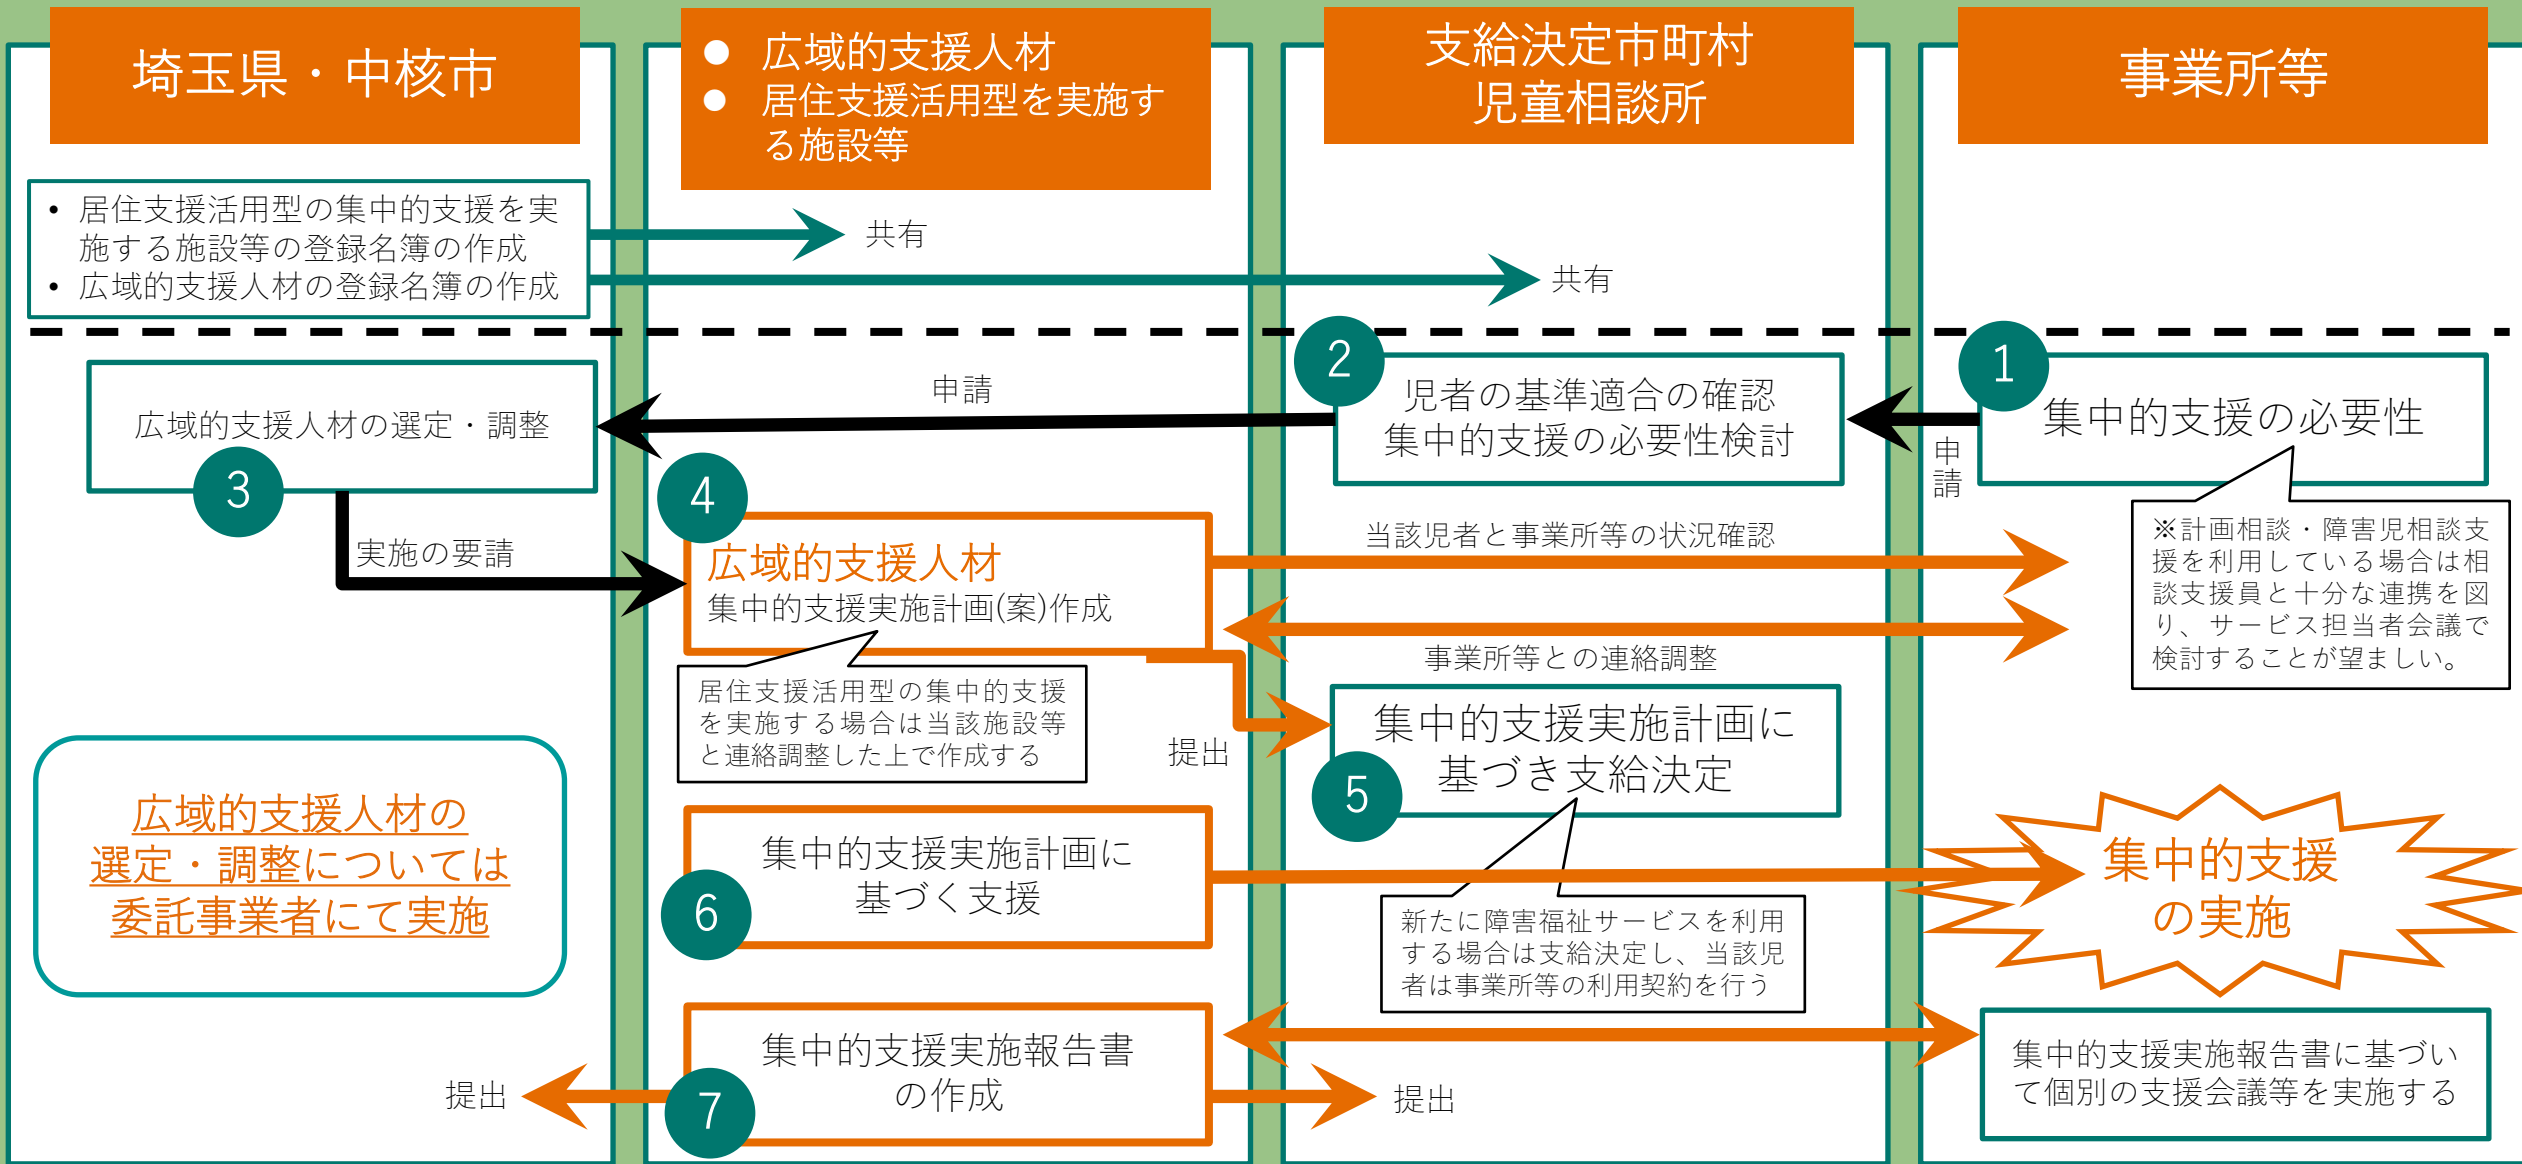 埼玉県・中核市
● 広域的支援人材
● 居住支援活用型を実施す
る施設等
支給決定市町村
児童相談所
事業所等
• 居住支援活用型の集中的支援を実
施する施設等の登録名簿の作成
• 広域的支援人材の登録名簿の作成
共有
共有
1
集中的支援の必要性
申請
※計画相談・障害児相談支
援を利用している場合は相
談支援員と十分な連携を図
り、サービス担当者会議で
検討することが望ましい。
2
児者の基準適合の確認
集中的支援の必要性検討
申請
広域的支援人材の選定・調整
3
実施の要請
4
広域的支援人材
集中的支援実施計画(案)作成
居住支援活用型の集中的支援
を実施する場合は当該施設等
と連絡調整した上で作成する
当該児者と事業所等の状況確認
事業所等との連絡調整
提出
集中的支援実施計画に
基づき支給決定
5
新たに障害福祉サービスを利用
する場合は支給決定し、当該児
者は事業所等の利用契約を行う
広域的支援人材の
選定・調整については
委託事業者にて実施
集中的支援実施計画に
基づく支援
6
集中的支援
の実施
集中的支援実施報告書
の作成
7
提出
提出
集中的支援実施報告書に基づい
て個別の支援会議等を実施する